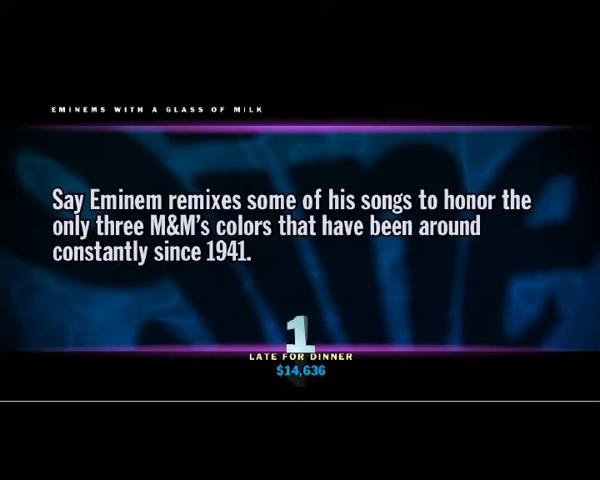 EMINEMS WITH A GLASS OF MILK
Say Eminem remixes some of his songs to honor the
only three M&M's colors that have been around
constantly since 1941.
1
LATE FOR DINNER
$14,636